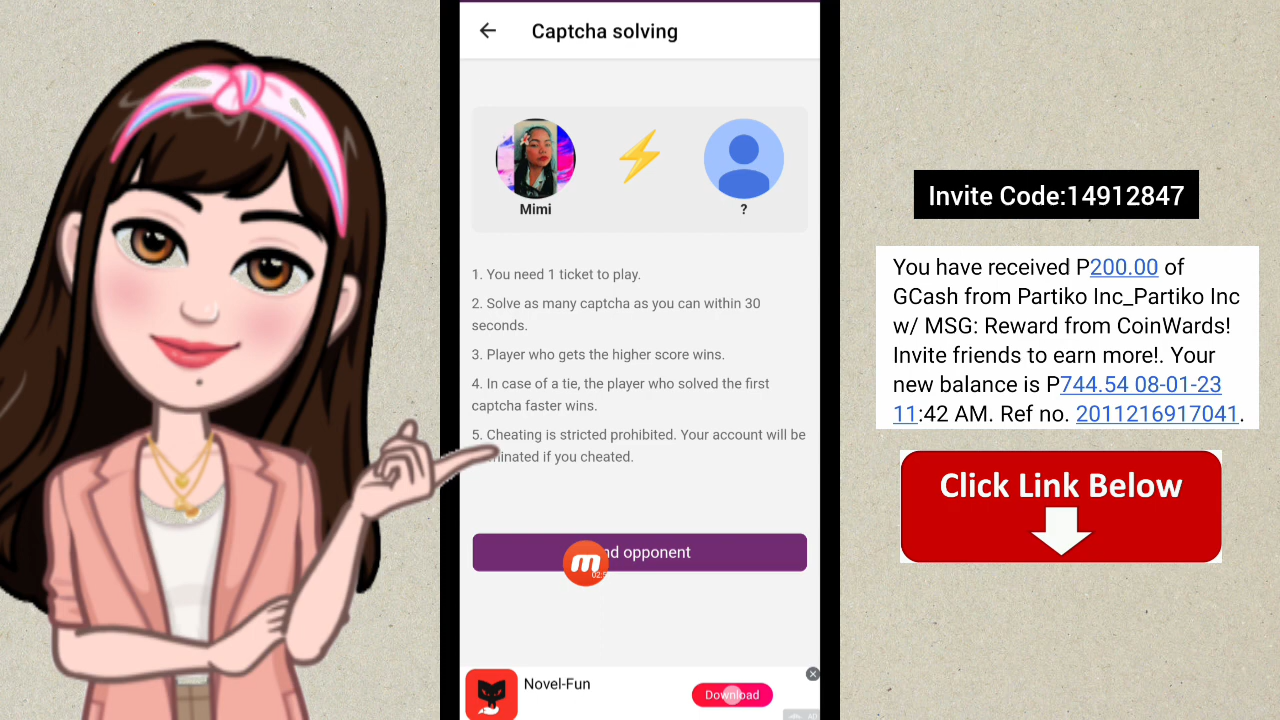 Captcha solving
Mimi
?
1. You need 1 ticket to play.
2. Solve as many captcha as you can within 30
seconds.
3. Player who gets the higher score wins.
4. In case of a tie, the player who solved the first
captcha faster wins.
5. Cheating is stricted prohibited. Your account will be
minated if you cheated.
nd opponent
m
Novel-Fun
Download
Invite Code:14912847
You have received P200.00 of
GCash from Partiko Inc_Partiko Inc
w/ MSG: Reward from CoinWards!
Invite friends to earn more!. Your
new balance is P744.54 08-01-23
11:42 AM. Ref no. 2011216917041.
Click Link Below